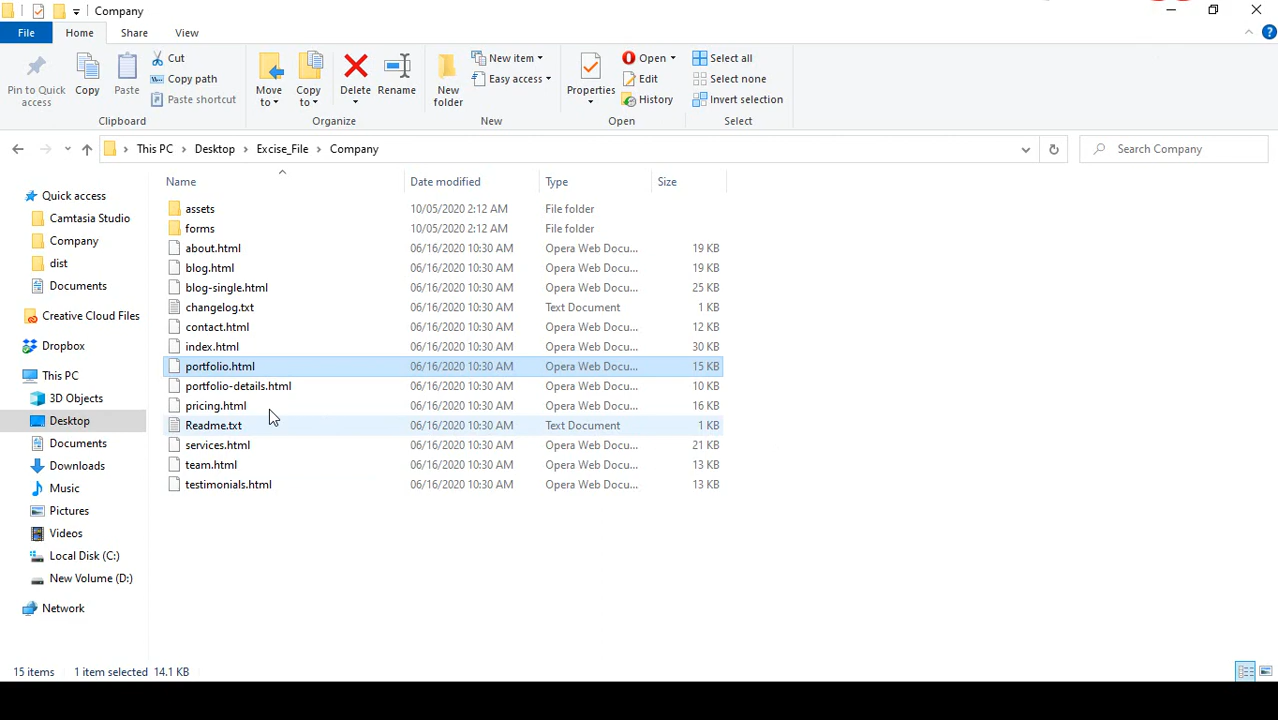 Company
File Home Share View
Pin to Quick access
Copy
Paste
Cut
Copy path
Paste shortcut
Clipboard
Move to
Copy to
Delete
Rename
Organize
New folder
New item
Easy access
New
Properties
Open
Edit
History
Open
Select all
Select none
Invert selection
Select
This PC Desktop Excise_File Company
Search Company
Quick access
Camtasia Studio
Company
dist
Documents
Creative Cloud Files
Dropbox
This PC
3D Objects
Desktop
Documents
Downloads
Music
Pictures
Videos
Local Disk (C:)
New Volume (D:)
Network
Name Date modified Type Size
assets 10/05/2020 2:12 AM File folder
forms 10/05/2020 2:12 AM File folder
about.html 06/16/2020 10:30 AM Opera Web Docu... 19 KB
blog.html 06/16/2020 10:30 AM Opera Web Docu... 19 KB
blog-single.html 06/16/2020 10:30 AM Opera Web Docu... 25 KB
changelog.txt 06/16/2020 10:30 AM Text Document 1 KB
contact.html 06/16/2020 10:30 AM Opera Web Docu... 12 KB
index.html 06/16/2020 10:30 AM Opera Web Docu... 30 KB
portfolio.html 06/16/2020 10:30 AM Opera Web Docu... 15 KB
portfolio-details.html 06/16/2020 10:30 AM Opera Web Docu... 10 KB
pricing.html 06/16/2020 10:30 AM Opera Web Docu... 16 KB
Readme.txt 06/16/2020 10:30 AM Text Document 1 KB
services.html 06/16/2020 10:30 AM Opera Web Docu... 21 KB
team.html 06/16/2020 10:30 AM Opera Web Docu... 13 KB
testimonials.html 06/16/2020 10:30 AM Opera Web Docu... 13 KB
15 items 1 item selected 14.1 KB